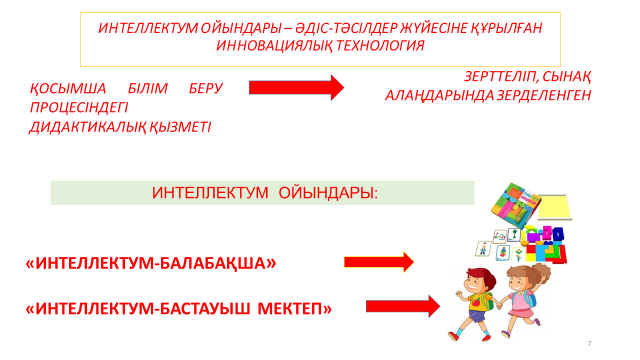 ИНТЕЛЛЕКТУМ ОЙЫНДАРЫ – ӘДІС-ТӘСІЛДЕР ЖҮЙЕСІНЕ ҚҰРЫЛҒАН
ИННОВАЦИЯЛЫҚ ТЕХНОЛОГИЯ
ҚОСЫМША БІЛІМ БЕРУ
ПРОЦЕСІНДЕГІ
ДИДАКТИКАЛЫҚ ҚЫЗМЕТІ
ЗЕРТТЕЛІП, СЫНАҚ
АЛАҢДАРЫНДА ЗЕРДЕЛЕНГЕН
ИНТЕЛЛЕКТУМ ОЙЫНДАРЫ:
«ИНТЕЛЛЕКТУМ-БАЛАБАҚША»
«ИНТЕЛЛЕКТУМ-БАСТАУЫШ МЕКТЕП»
7